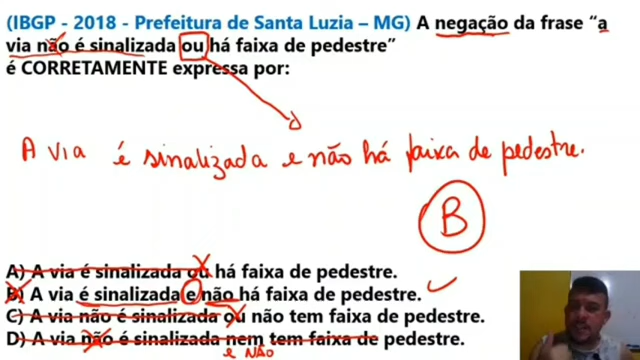 (IBGP - 2018 - Prefeitura de Santa Luzia – MG) A negação da frase “a
via não é sinalizada ou há faixa de pedestre”
é CORRETAMENTE expressa por:
A via é sinalizada e não há faixa de pedestre.
B
A) A via é sinalizada ou há faixa de pedestre.
B) A via é sinalizada e não há faixa de pedestre.
C) A via não é sinalizada ou não tem faixa de pedestre.
D) A via não é sinalizada nem tem faixa de pedestre.
e NÃO